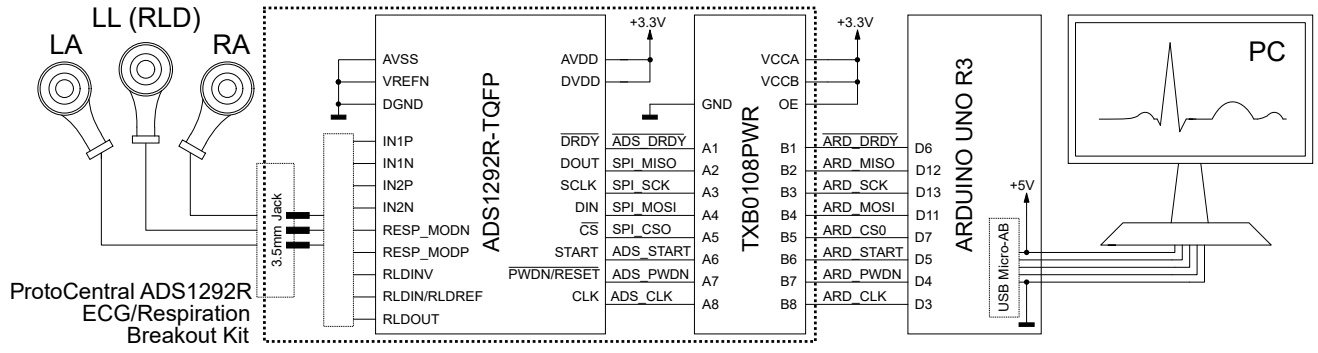 LL (RLD)
LA
RA
3.5mm Jack
ProtoCentral ADS1292R
ECG/Respiration
Breakout Kit
AVSS
VREFN
DGND
IN1P
IN1N
IN2P
IN2N
RESP_MODN
RESP_MODP
RLDINV
RLDIN/RLDREF
RLDOUT
ADS1292R-TQFP
+3.3V
AVDD
DVDD
DRDY
DOUT
SCLK
DIN
CS
START
PWDN/RESET
CLK
ADS_DRDY
SPI_MISO
SPI_SCK
SPI_MOSI
SPI_CSO
ADS_START
ADS_PWDN
ADS_CLK
GND
A1
A2
A3
A4
A5
A6
A7
A8
TXB0108PWR
+3.3V
VCCA
VCCB
OE
B1
B2
B3
B4
B5
B6
B7
B8
ARD_DRDY
ARD_MISO
ARD_SCK
ARD_MOSI
ARD_CS0
ARD_START
ARD_PWDN
ARD_CLK
D6
D12
D13
D11
D7
D5
D4
D3
ARDUINO UNO R3
+5V
USB Micro-AB
PC